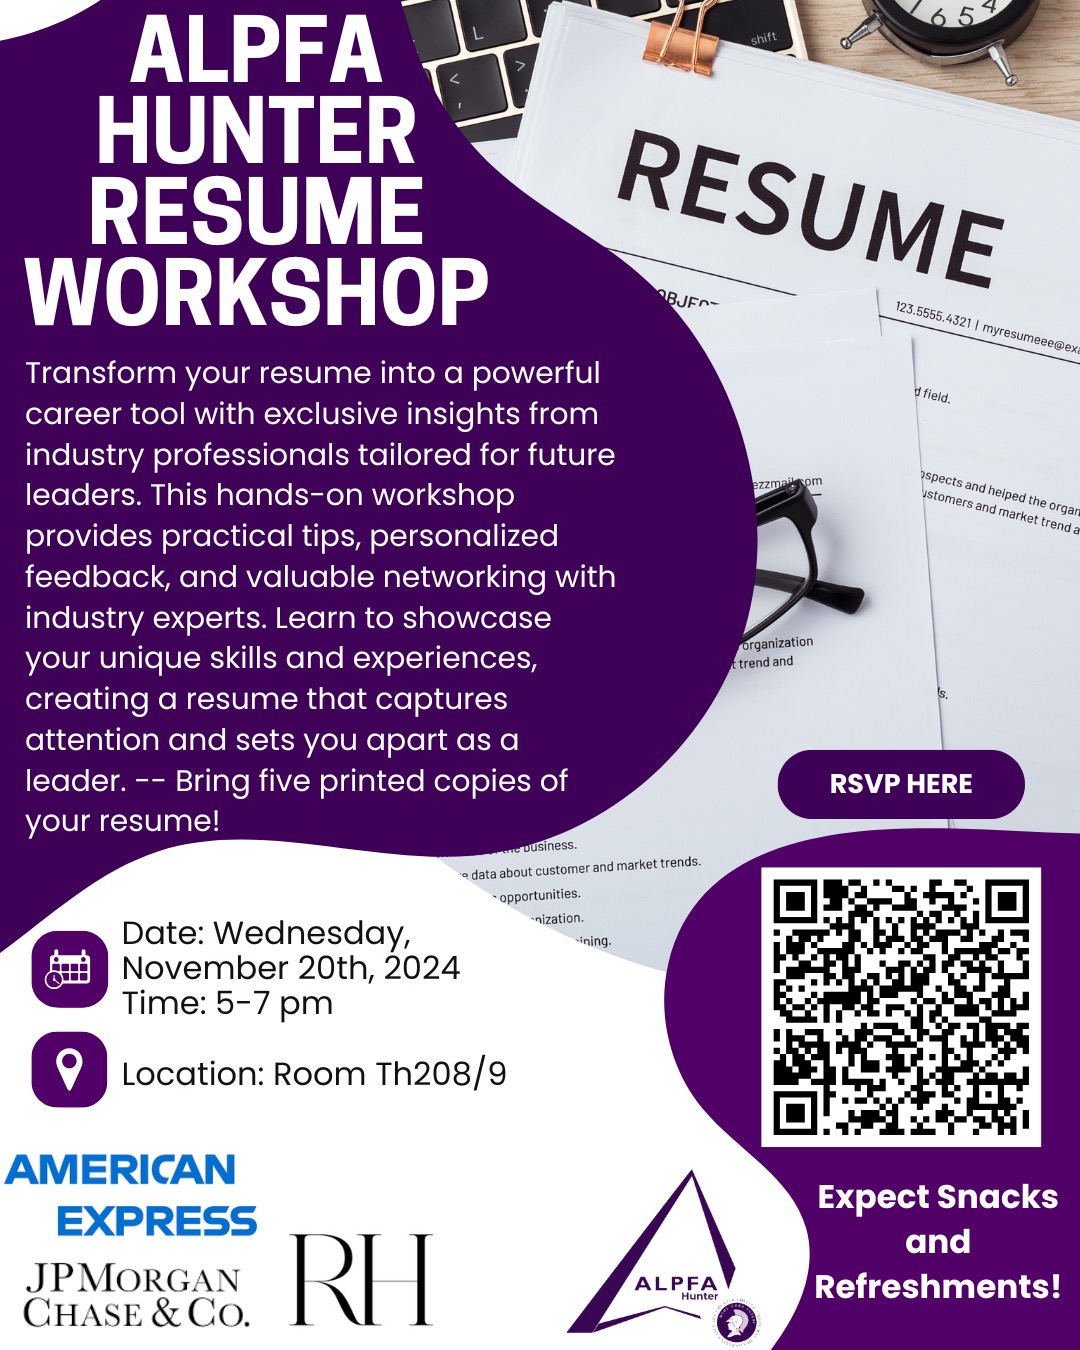 ALPFA
HUNTER
RESUME
WORKSHOP
Transform your resume into a powerful
career tool with exclusive insights from
industry professionals tailored for future
leaders. This hands-on workshop
provides practical tips, personalized
feedback, and valuable networking with
industry experts. Learn to showcase
your unique skills and experiences,
creating a resume that captures
attention and sets you apart as a
leader. -- Bring five printed copies of
your resume!
L
shift
6 5 4
RESUME
123.5555.4321 | myresumeee@exa
field.
and helped the organ
and market trend a
organization
trend and
business.
data about customer and market trends.
opportunities.
RSVP HERE
Date: Wednesday,
November 20th, 2024
Time: 5-7 pm
Location: Room Th208/9
AMERICAN
EXPRESS
JPMORGAN
CHASE & CO.
RH
ALPFA
Hunter
Expect Snacks
and
Refreshments!